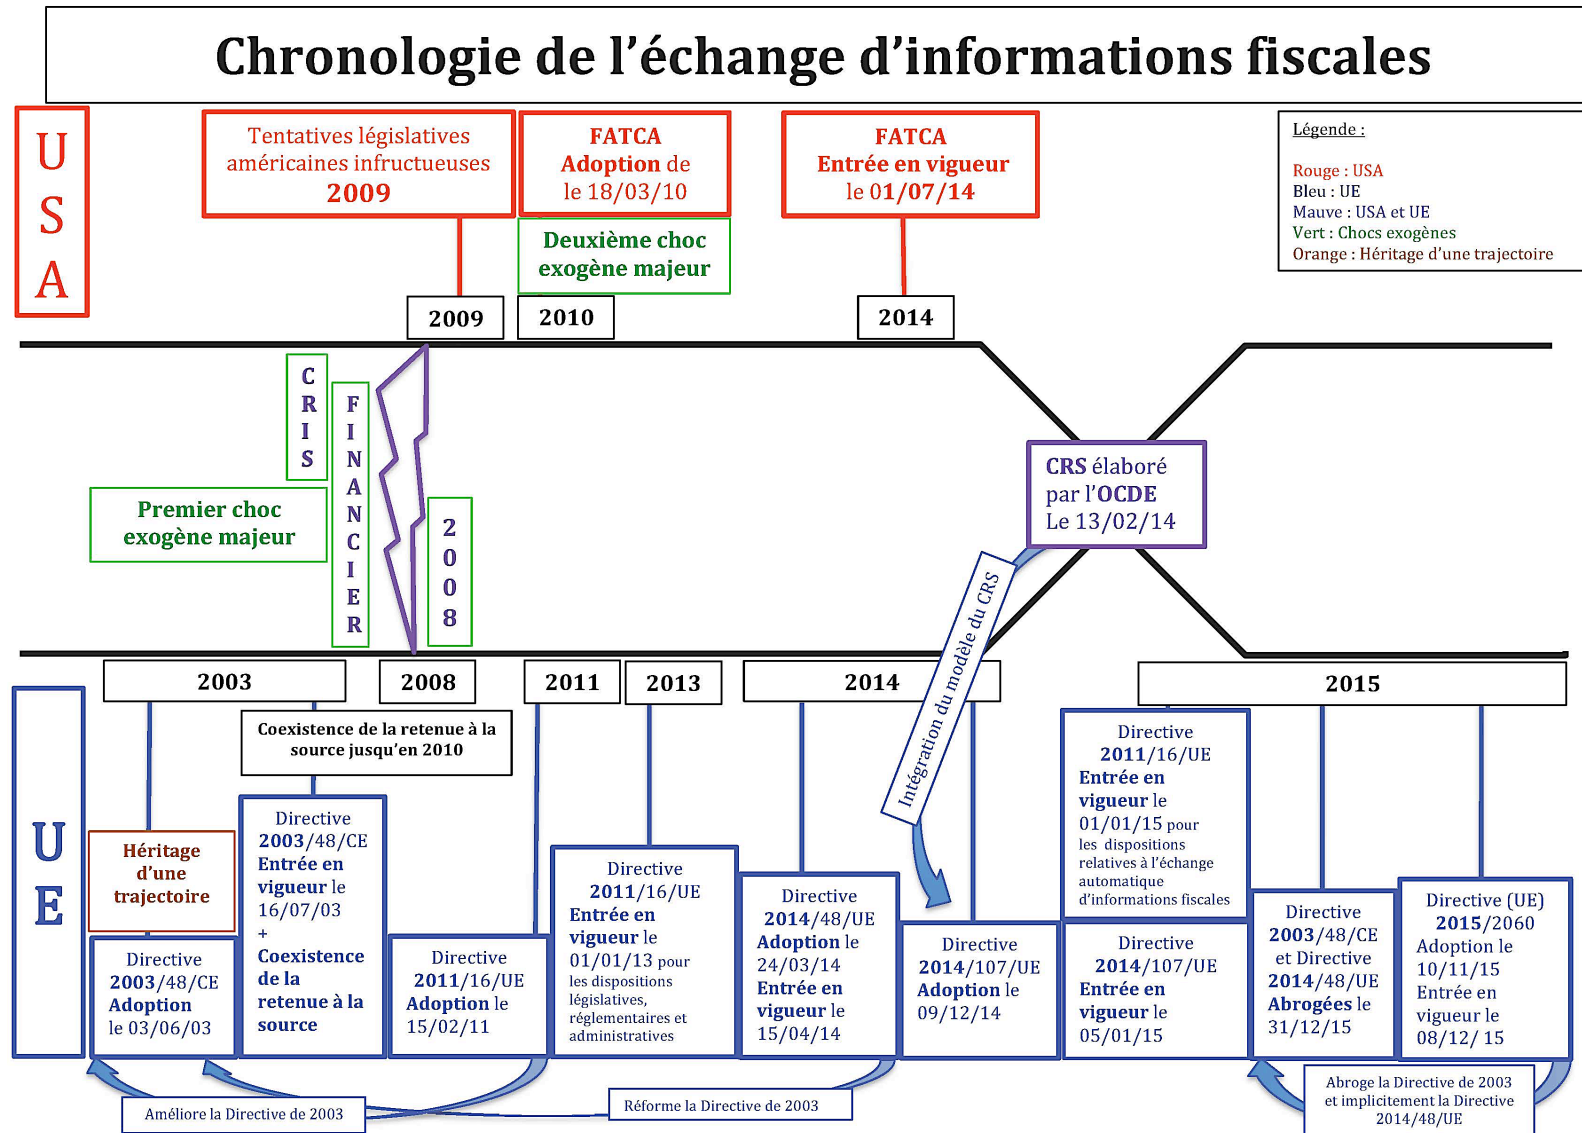 Chronologie de l’échange d’informations fiscales
U
S
A
Tentatives législatives
américaines infructueuses
2009
FATCA
Adoption de
le 18/03/10
Deuxième choc
exogène majeur
FATCA
Entrée en vigueur
le 01/07/14
Légende :
Rouge : USA
Bleu : UE
Mauve : USA et UE
Vert : Chocs exogènes
Orange : Héritage d’une trajectoire
2009
2010
2014
C
R
I
S
F
I
N
A
N
C
I
E
R
2
0
0
8
Premier choc
exogène majeur
CRS élaboré
par l’OCDE
Le 13/02/14
Intégration du modèle du CRS
2003
2008
2011
2013
2014
2015
U
E
Coexistence de la retenue à la
source jusqu’en 2010
Héritage
d’une
trajectoire
Directive
2003/48/CE
Adoption
le 03/06/03
Directive
2003/48/CE
Entrée en
vigueur le
16/07/03
+
Coexistence
de la
retenue à la
source
Directive
2011/16/UE
Adoption le
15/02/11
Directive
2011/16/UE
Entrée en
vigueur le
01/01/13 pour
les dispositions
législatives,
réglementaires et
administratives
Directive
2014/48/UE
Adoption le
24/03/14
Entrée en
vigueur le
15/04/14
Directive
2014/107/UE
Adoption le
09/12/14
Directive
2011/16/UE
Entrée en
vigueur le
01/01/15 pour
les dispositions
relatives à l’échange
automatique
d’informations fiscales
Directive
2014/107/UE
Entrée en
vigueur le
05/01/15
Directive
2003/48/CE
et Directive
2014/48/UE
Abrogées le
31/12/15
Directive (UE)
2015/2060
Adoption le
10/11/15
Entrée en
vigueur le
08/12/ 15
Améliore la Directive de 2003
Réforme la Directive de 2003
Abroge la Directive de 2003
et implicitement la Directive
2014/48/UE